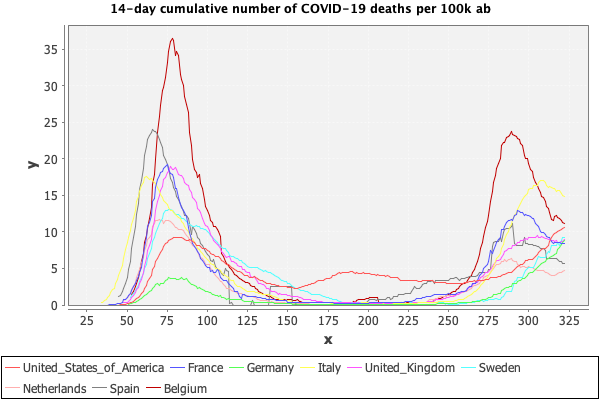 14-day cumulative number of COVID-19 deaths per 100k ab
y
35
30
25
20
15
10
5
0
25 50 75 100 125 150 175 200 225 250 275 300 325
x
United_States_of_America France Germany Italy United_Kingdom Sweden
Netherlands Spain Belgium